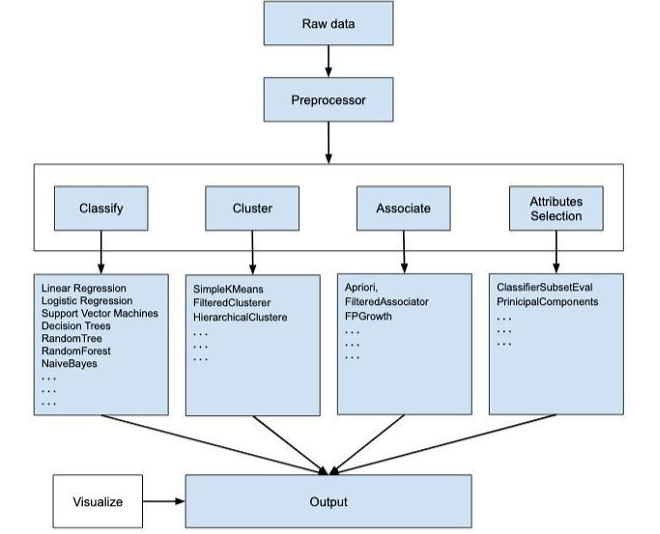 Raw data
Preprocessor
Classify
Cluster
Associate
Attributes
Selection
Linear Regression
Logistic Regression
Support Vector Machines
Decision Trees
RandomTree
RandomForest
NaiveBayes
...
...
...
SimpleKMeans
FilteredClusterer
HierarchicalClustere
...
...
...
Apriori,
FilteredAssociator
FPGrowth
...
...
...
ClassifierSubsetEval
PrinicipalComponents
...
...
...
Visualize
Output